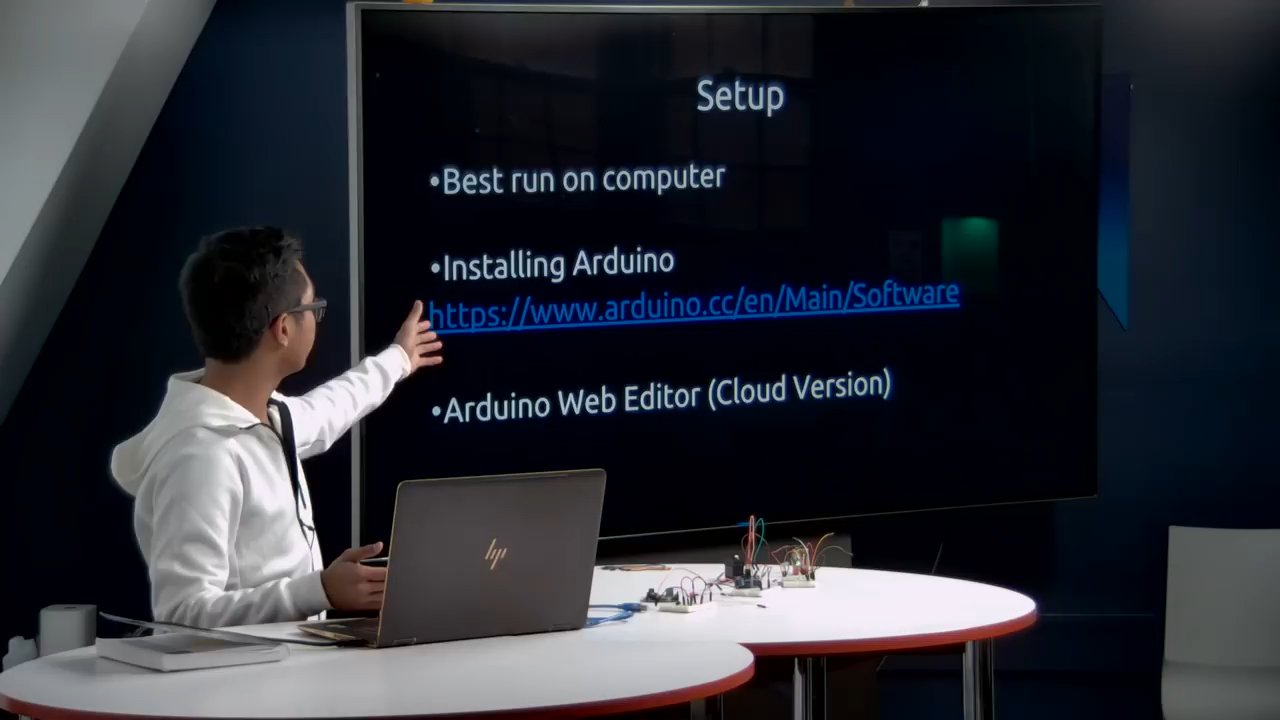 Setup
•Best run on computer
•Installing Arduino
https://www.arduino.cc/en/Main/Software
•Arduino Web Editor (Cloud Version)
hp